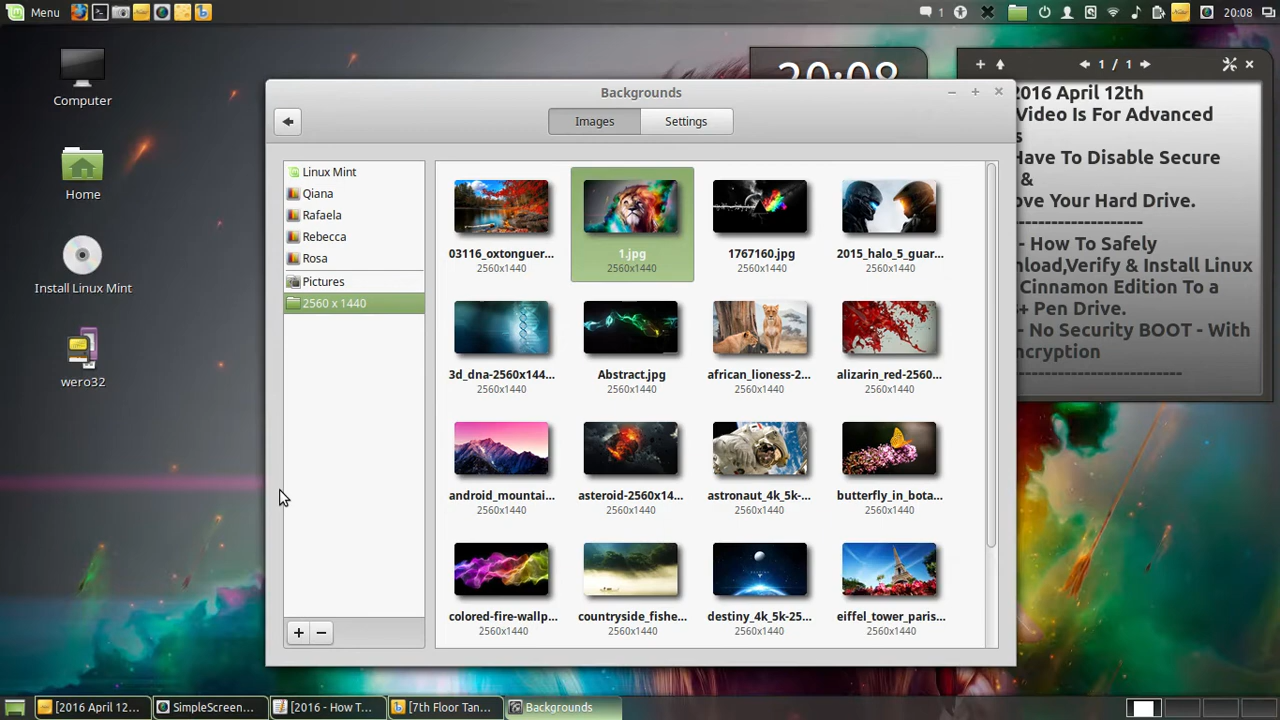 Menu
1
20:08
Computer
Home
Install Linux Mint
wero32
20:08
1 / 1
2016 April 12th
Video Is For Advanced
s
Have To Disable Secure
&
ove Your Hard Drive.
- How To Safely
nload,Verify & Install Linux
Cinnamon Edition To a
+ Pen Drive.
- No Security BOOT - With
ncryption
Backgrounds
Images
Settings
Linux Mint
Qiana
Rafaela
Rebecca
Rosa
Pictures
2560 x 1440
03116_oxtonguer...
2560x1440
1.jpg
2560x1440
1767160.jpg
2560x1440
2015_halo_5_guar...
2560x1440
3d_dna-2560x144...
2560x1440
Abstract.jpg
2560x1440
african_lioness-2...
2560x1440
alizarin_red-2560...
2560x1440
android_mountai...
2560x1440
asteroid-2560x14...
2560x1440
astronaut_4k_5k-...
2560x1440
butterfly_in_bota...
2560x1440
colored-fire-wallp...
2560x1440
countryside_fishe...
2560x1440
destiny_4k_5k-25...
2560x1440
eiffel_tower_paris...
2560x1440
[2016 April 12...
SimpleScreen...
[2016 - How T...
[7th Floor Tan...
Backgrounds